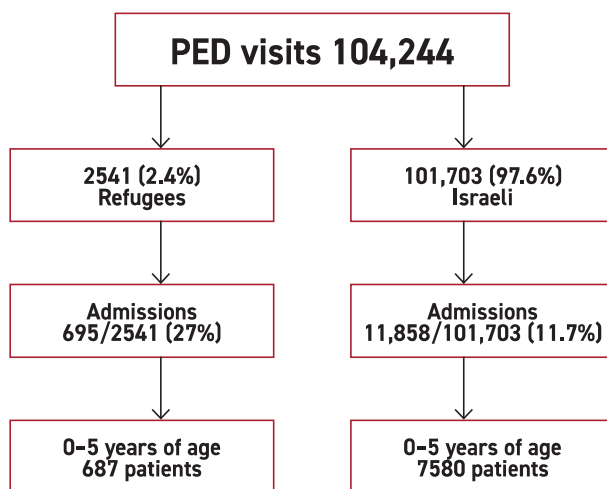 PED visits 104,244
2541 (2.4%)
Refugees
101,703 (97.6%)
Israeli
Admissions
695/2541 (27%)
Admissions
11,858/101,703 (11.7%)
0–5 years of age
687 patients
0–5 years of age
7580 patients